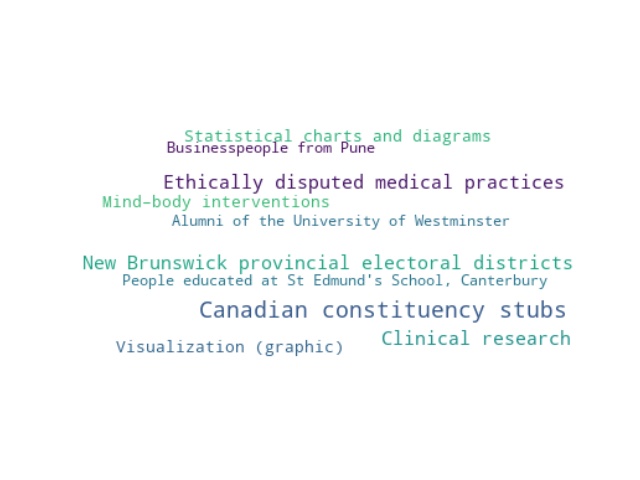 Statistical charts and diagrams
Businesspeople from Pune
Ethically disputed medical practices
Mind–body interventions
Alumni of the University of Westminster
New Brunswick provincial electoral districts
People educated at St Edmund's School, Canterbury
Canadian constituency stubs
Clinical research
Visualization (graphic)